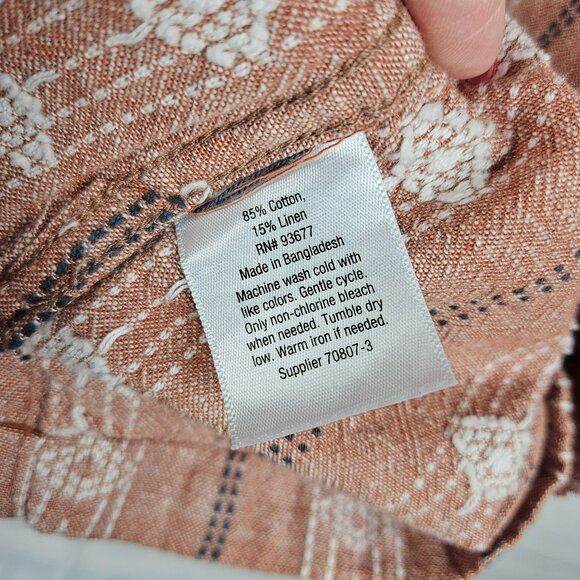 85% Cotton,
15% Linen
RN# 93677
Made in Bangladesh
Machine wash cold with
like colors. Gentle cycle.
Only non-chlorine bleach
when needed. Tumble dry
low. Warm iron if needed.
Supplier 70807-3